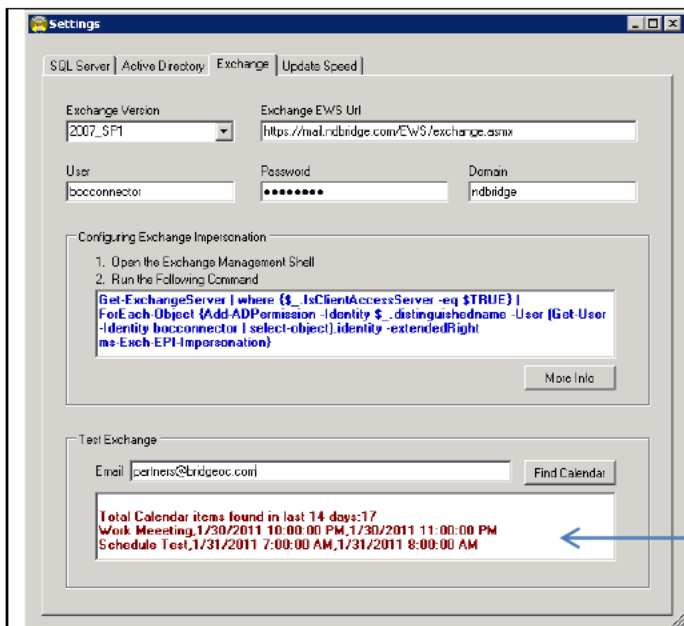 Settings
SQL Server Active Directory Exchange Update Speed
Exchange Version Exchange EWS Url
2007_SP1 https://mail.ndbridge.com/EWS/exchange.asmx
User Password Domain
bocconnector ●●●●●●●● ndbridge
Configuring Exchange Impersonation
1. Open the Exchange Management Shell
2. Run the Following Command
Get-ExchangeServer | where {$_.IsClientAccessServer -eq $TRUE} |
ForEach-Object {Add-ADPermission -Identity $_.distinguishedname -User (Get-User
-Identity bocconnector | select-object).identity -extendedRight
ms-Exch-EPI-Impersonation}
More Info
Test Exchange
Email partners@bridgeoc.com Find Calendar
Total Calendar items found in last 14 days:17
Work Meeeting,1/30/2011 10:00:00 PM,1/30/2011 11:00:00 PM
Schedule Test,1/31/2011 7:00:00 AM,1/31/2011 8:00:00 AM